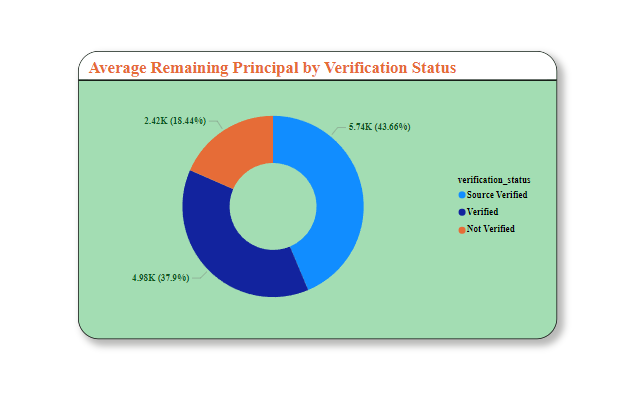 Average Remaining Principal by Verification Status
2.42K (18.44%)
5.74K (43.66%)
verification_status
Source Verified
Verified
Not Verified
4.98K (37.9%)